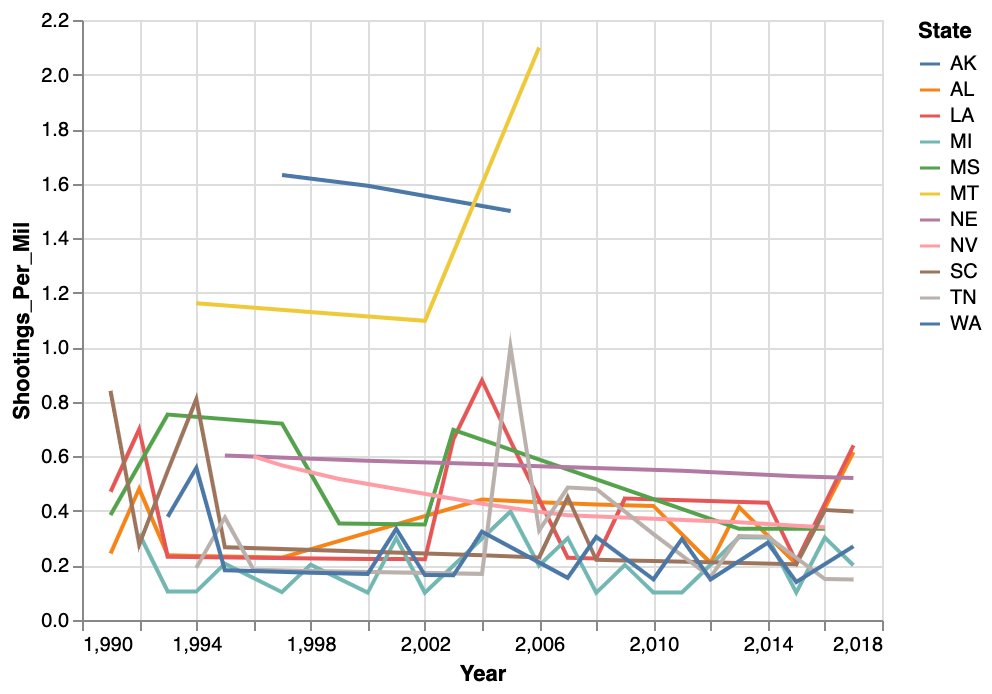 2.2
2.0
1.8
1.6
1.4
1.2
1.0
0.8
0.6
0.4
0.2
0.0
Shootings_Per_Mil
1,990 1,994 1,998 2,002 2,006 2,010 2,014 2,018
Year
State
AK
AL
LA
MI
MS
MT
NE
NV
SC
TN
WA